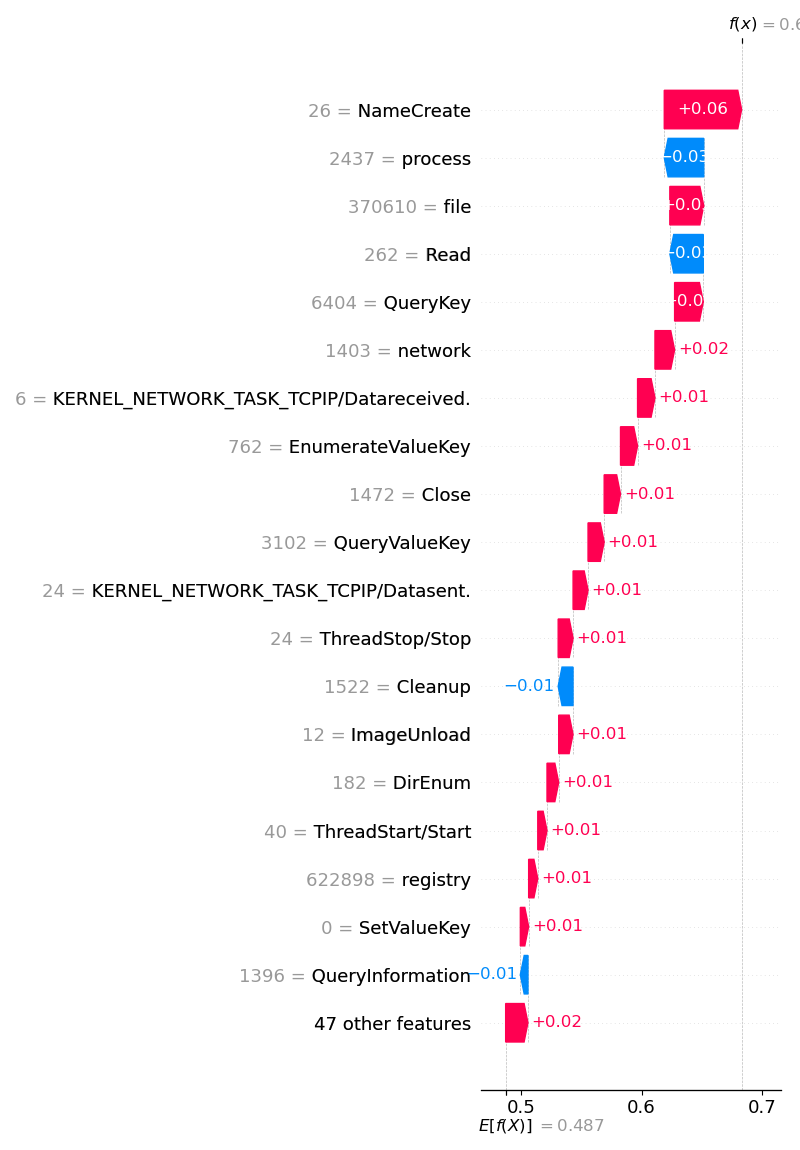 f(x) = 0.6
26 = NameCreate
+0.06
2437 = process
−0.03
370610 = file
262 = Read
6404 = QueryKey
1403 = network
+0.02
6 = KERNEL_NETWORK_TASK_TCPIP/Datareceived.
+0.01
762 = EnumerateValueKey
+0.01
1472 = Close
+0.01
3102 = QueryValueKey
+0.01
24 = KERNEL_NETWORK_TASK_TCPIP/Datasent.
+0.01
24 = ThreadStop/Stop
+0.01
1522 = Cleanup
−0.01
12 = ImageUnload
+0.01
182 = DirEnum
+0.01
40 = ThreadStart/Start
+0.01
622898 = registry
+0.01
0 = SetValueKey
+0.01
1396 = QueryInformation
−0.01
47 other features
+0.02
0.5 0.6 0.7
E[f(X)] = 0.487